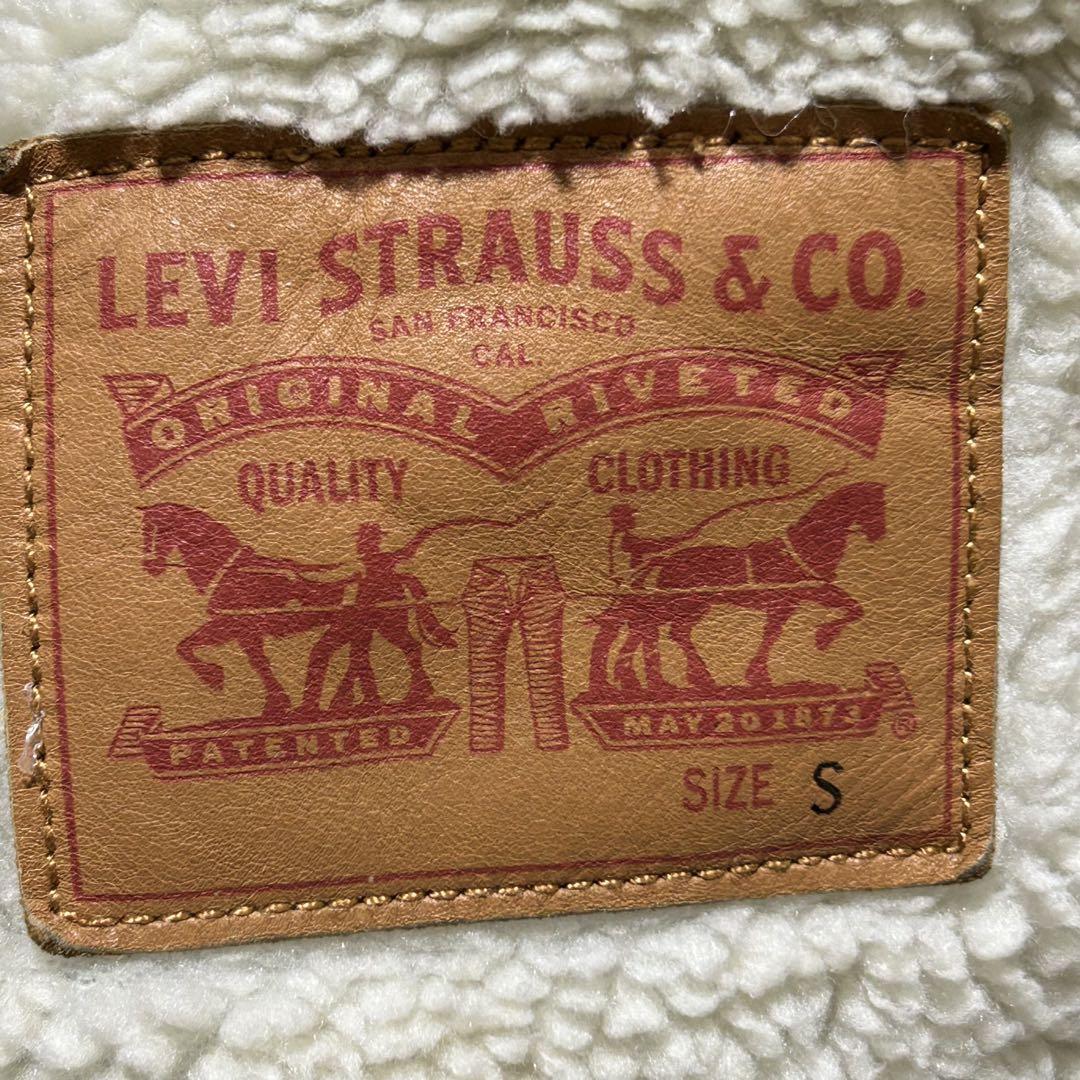 LEVI STRAUSS & CO.
SAN FRANCISCO
CAL.
ORIGINAL RIVETED
QUALITY CLOTHING
PATENTED MAY 20 1873 ®
SIZE S